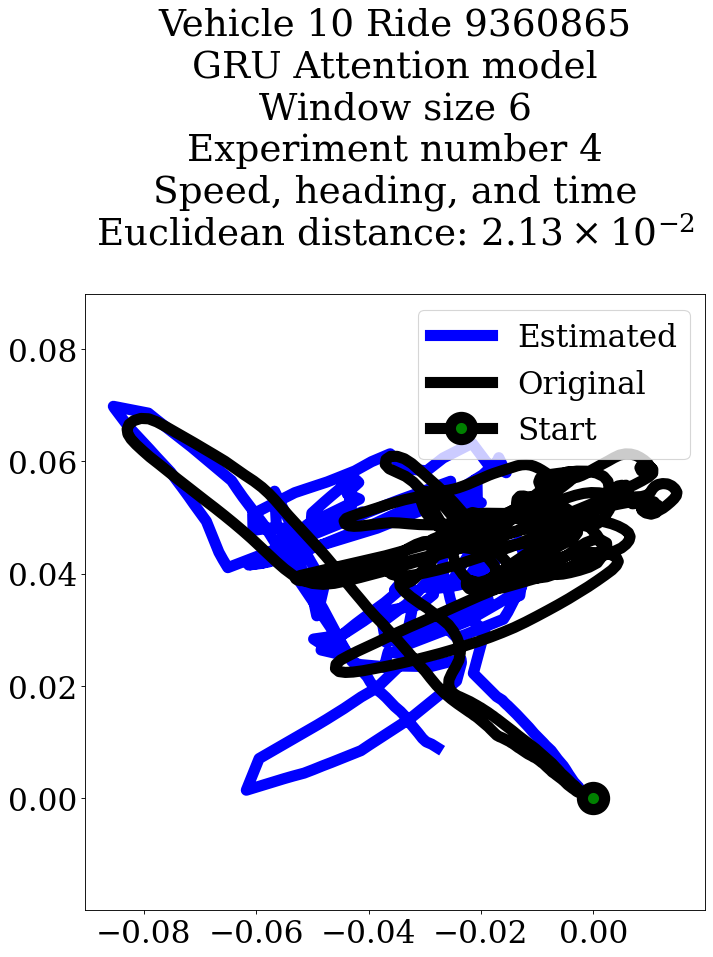 Vehicle 10 Ride 9360865
GRU Attention model
Window size 6
Experiment number 4
Speed, heading, and time
Euclidean distance: 2.13 × 10⁻²
Estimated
Original
Start
0.08
0.06
0.04
0.02
0.00
−0.08 −0.06 −0.04 −0.02 0.00